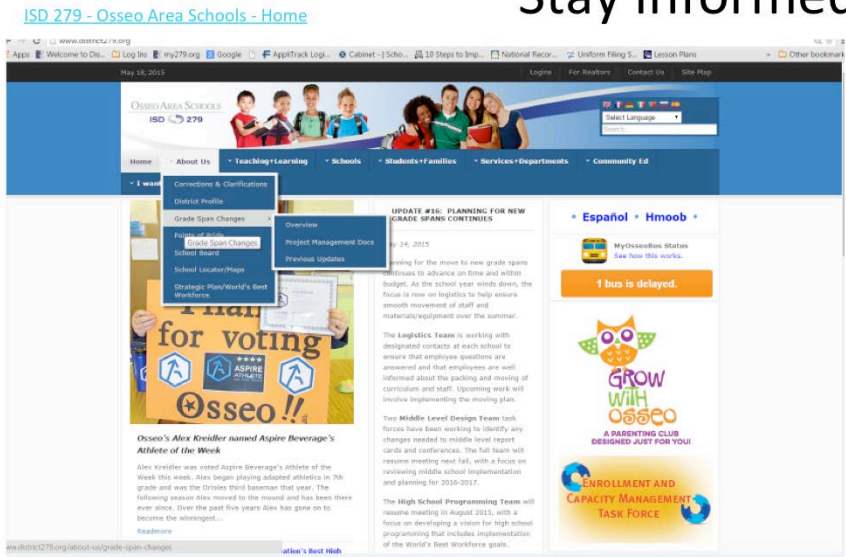 Stay Informed
ISD 279 - Osseo Area Schools - Home
www.district279.org
Apps Welcome to Dis... Log Ins my279.org Google AppliTrack Logi... Cabinet - | Scho... 10 Steps to Imp... National Recor... Uniform Filing S... Lesson Plans Other bookmark
May 18, 2015
Logins For Realtors Contact Us Site Map
OSSEO AREA SCHOOLS
ISD 279
Select Language
Search
Home About Us Teaching+Learning Schools Students+Families Services+Departments Community Ed
I want
Corrections & Clarifications
District Profile
Grade Span Changes
Points of Pride
Grade Span Changes
School Board
School Locator/Maps
Strategic Plan/World's Best
Workforce
Overview
Project Management Docs
Previous Updates
for voting
ASPIRE
ATHLETE
Osseo!!
Osseo's Alex Kreidler named Aspire Beverage's
Athlete of the Week
Alex Kreidler was voted Aspire Beverage's Athlete of the
Week this week. Alex began playing adapted athletics in 7th
grade and was the Orioles third baseman that year. The
following season Alex moved to the mound and has been there
ever since. Over the past five years Alex has gone on to
become the winningest...
Readmore
ation's Best High
www.district279.org/about-us/grade-span-changes
UPDATE #16: PLANNING FOR NEW
GRADE SPANS CONTINUES
May 14, 2015
Planning for the move to new grade spans
continues to advance on time and within
budget. As the school year winds down, the
focus is now on logistics to help ensure
smooth movement of staff and
materials/equipment over the summer.
The Logistics Team is working with
designated contacts at each school to
ensure that employee questions are
answered and that employees are well
informed about the packing and moving of
curriculum and staff. Upcoming work will
involve implementing the moving plan.
Two Middle Level Design Team task
forces have been working to identify any
changes needed to middle level report
cards and conferences. The full team will
resume meeting next fall, with a focus on
reviewing middle school implementation
and planning for 2016-2017.
The High School Programming Team will
resume meeting in August 2015, with a
focus on developing a vision for high school
programming that includes implementation
of the World's Best Workforce goals.
Español • Hmoob
MyOsseoBus Status
See how this works.
1 bus is delayed.
GROW
WITH
OSSEO
A PARENTING CLUB
DESIGNED JUST FOR YOU!
ENROLLMENT AND
CAPACITY MANAGEMENT
TASK FORCE